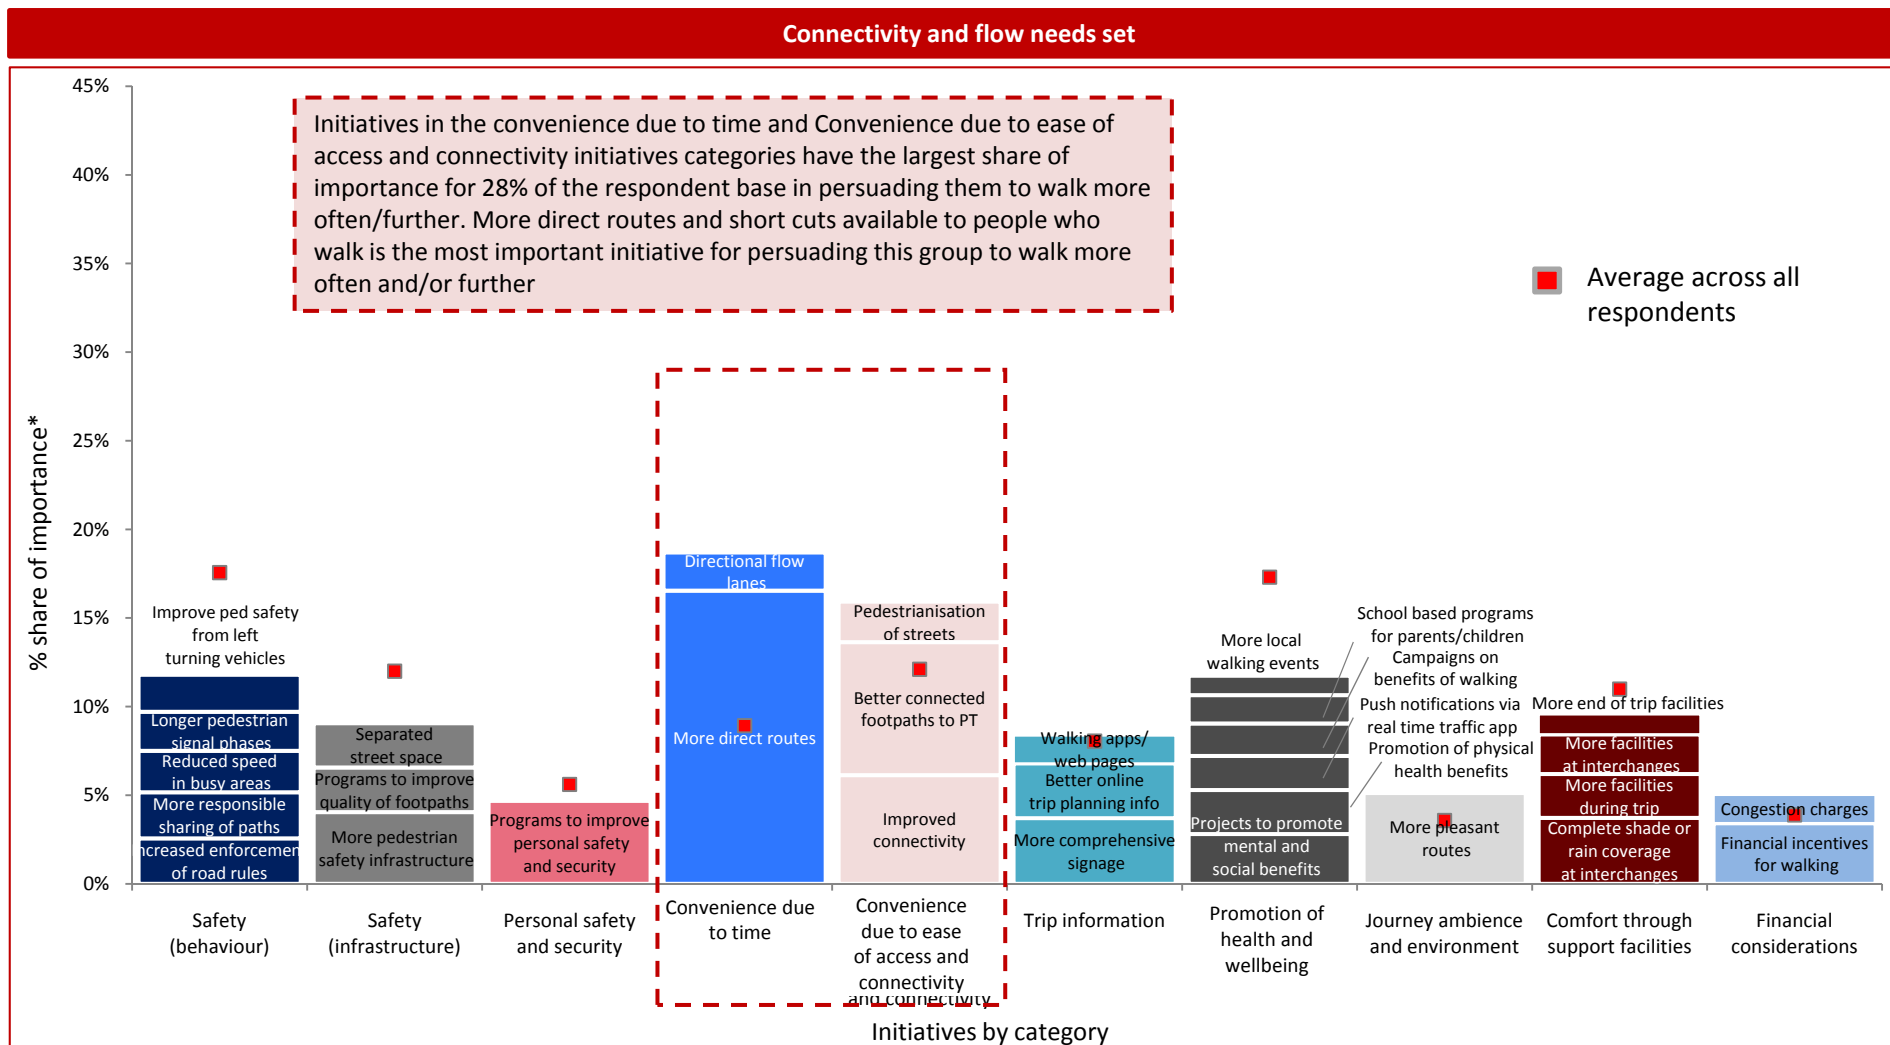 Connectivity and flow needs set
45%
40%
35%
30%
25%
20%
15%
10%
5%
0%
% share of importance*
Initiatives in the convenience due to time and Convenience due to ease of
access and connectivity initiatives categories have the largest share of
importance for 28% of the respondent base in persuading them to walk more
often/further. More direct routes and short cuts available to people who
walk is the most important initiative for persuading this group to walk more
often and/or further
Average across all
respondents
Improve ped safety
from left
turning vehicles
Longer pedestrian
signal phases
Reduced speed
in busy areas
More responsible
sharing of paths
Increased enforcement
of road rules
Separated
street space
Programs to improve
quality of footpaths
More pedestrian
safety infrastructure
Programs to improve
personal safety
and security
Directional flow
lanes
More direct routes
Pedestrianisation
of streets
Better connected
footpaths to PT
Improved
connectivity
Walking apps/
web pages
Better online
trip planning info
More comprehensive
signage
More local
walking events
School based programs
for parents/children
Campaigns on
benefits of walking
Push notifications via
real time traffic app
Promotion of physical
health benefits
Projects to promote
mental and
social benefits
More pleasant
routes
More end of trip facilities
More facilities
at interchanges
More facilities
during trip
Complete shade or
rain coverage
at interchanges
Congestion charges
Financial incentives
for walking
Safety
(behaviour)
Safety
(infrastructure)
Personal safety
and security
Convenience due
to time
Convenience
due to ease
of access and
connectivity
and connectivity
Trip information
Promotion of
health and
wellbeing
Journey ambience
and environment
Comfort through
support facilities
Financial
considerations
Initiatives by category